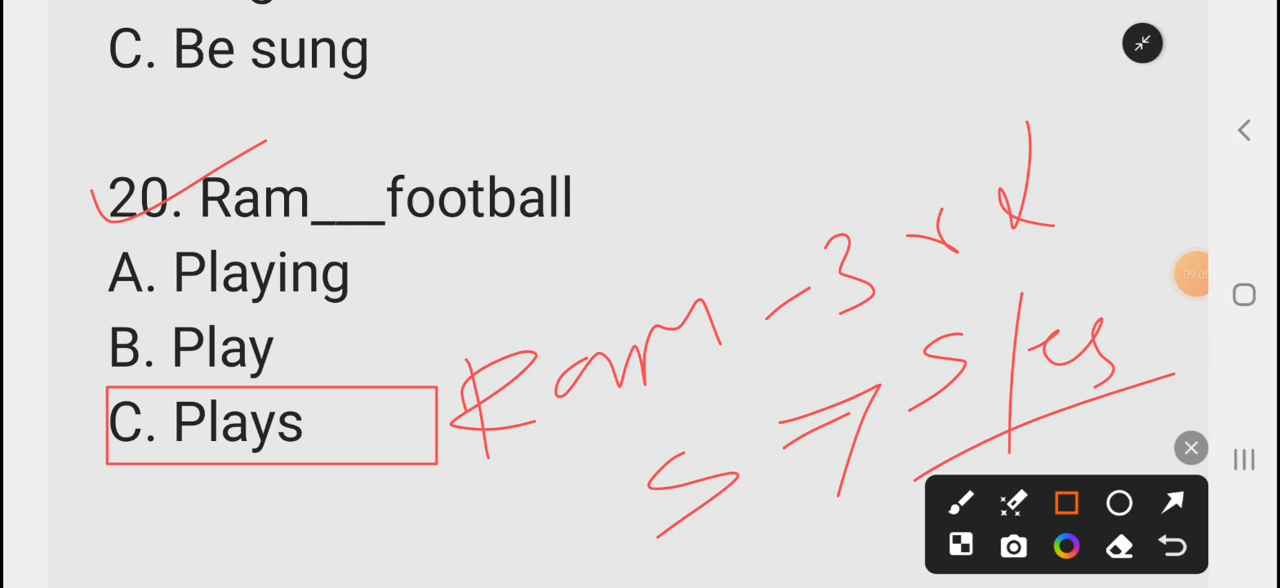 C. Be sung
20. Ram___football
A. Playing
B. Play
C. Plays
Ram - 3rd
s ⇒ s/es